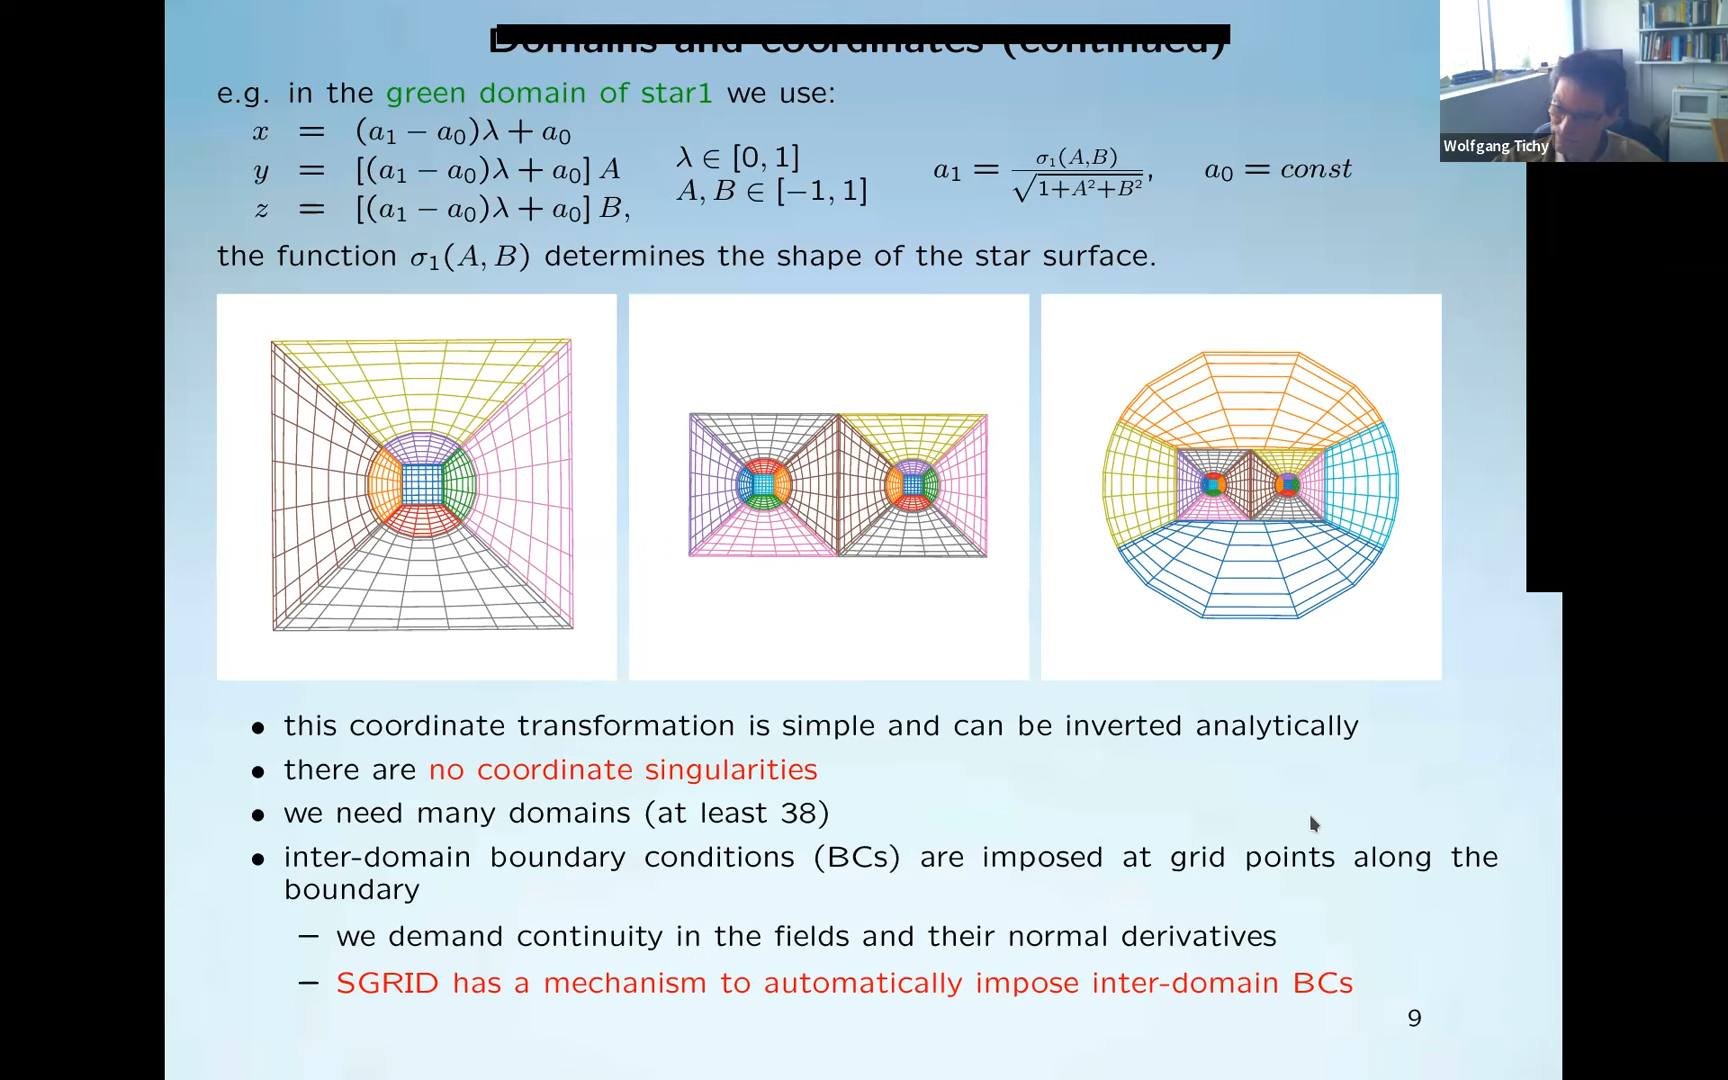 Domains and coordinates (continued)
Wolfgang Tichy
e.g. in the green domain of star1 we use:
x = (a₁ − a₀)λ + a₀
y = [(a₁ − a₀)λ + a₀] A
z = [(a₁ − a₀)λ + a₀] B,
λ ∈ [0, 1]
A, B ∈ [−1, 1]
a₁ = σ₁(A,B) / √(1+A²+B²), a₀ = const
the function σ₁(A, B) determines the shape of the star surface.
• this coordinate transformation is simple and can be inverted analytically
• there are no coordinate singularities
• we need many domains (at least 38)
• inter-domain boundary conditions (BCs) are imposed at grid points along the
boundary
– we demand continuity in the fields and their normal derivatives
– SGRID has a mechanism to automatically impose inter-domain BCs
9